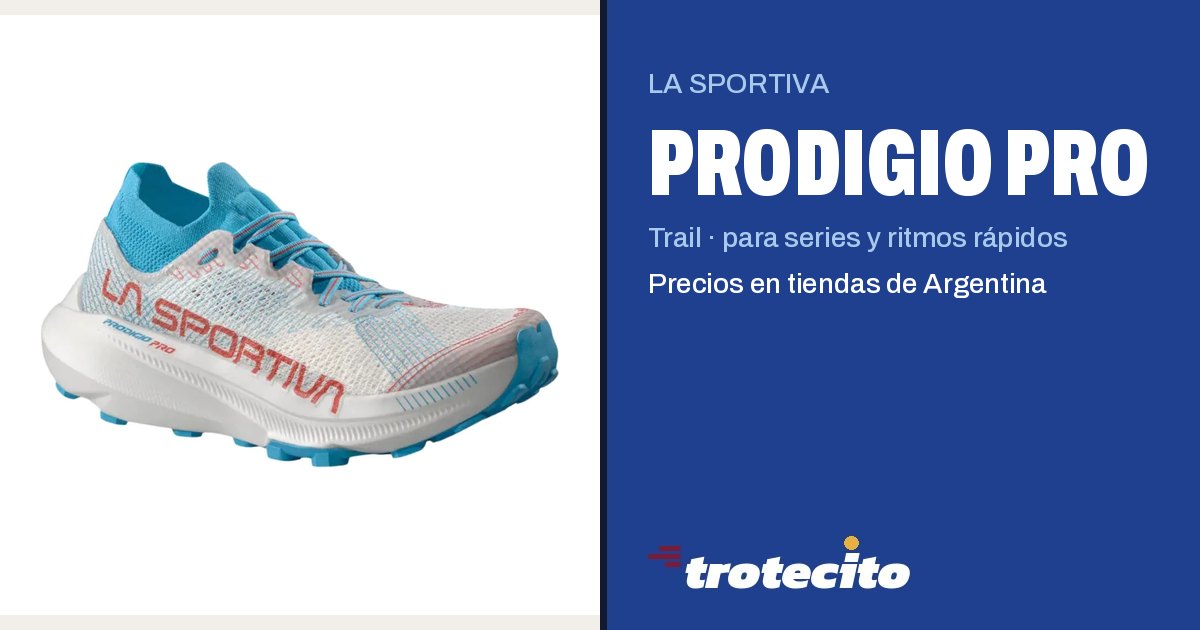 LA SPORTIVA
PRODIGIO PRO
LA SPORTIVA
PRODIGIO PRO
Trail · para series y ritmos rápidos
Precios en tiendas de Argentina
trotecito